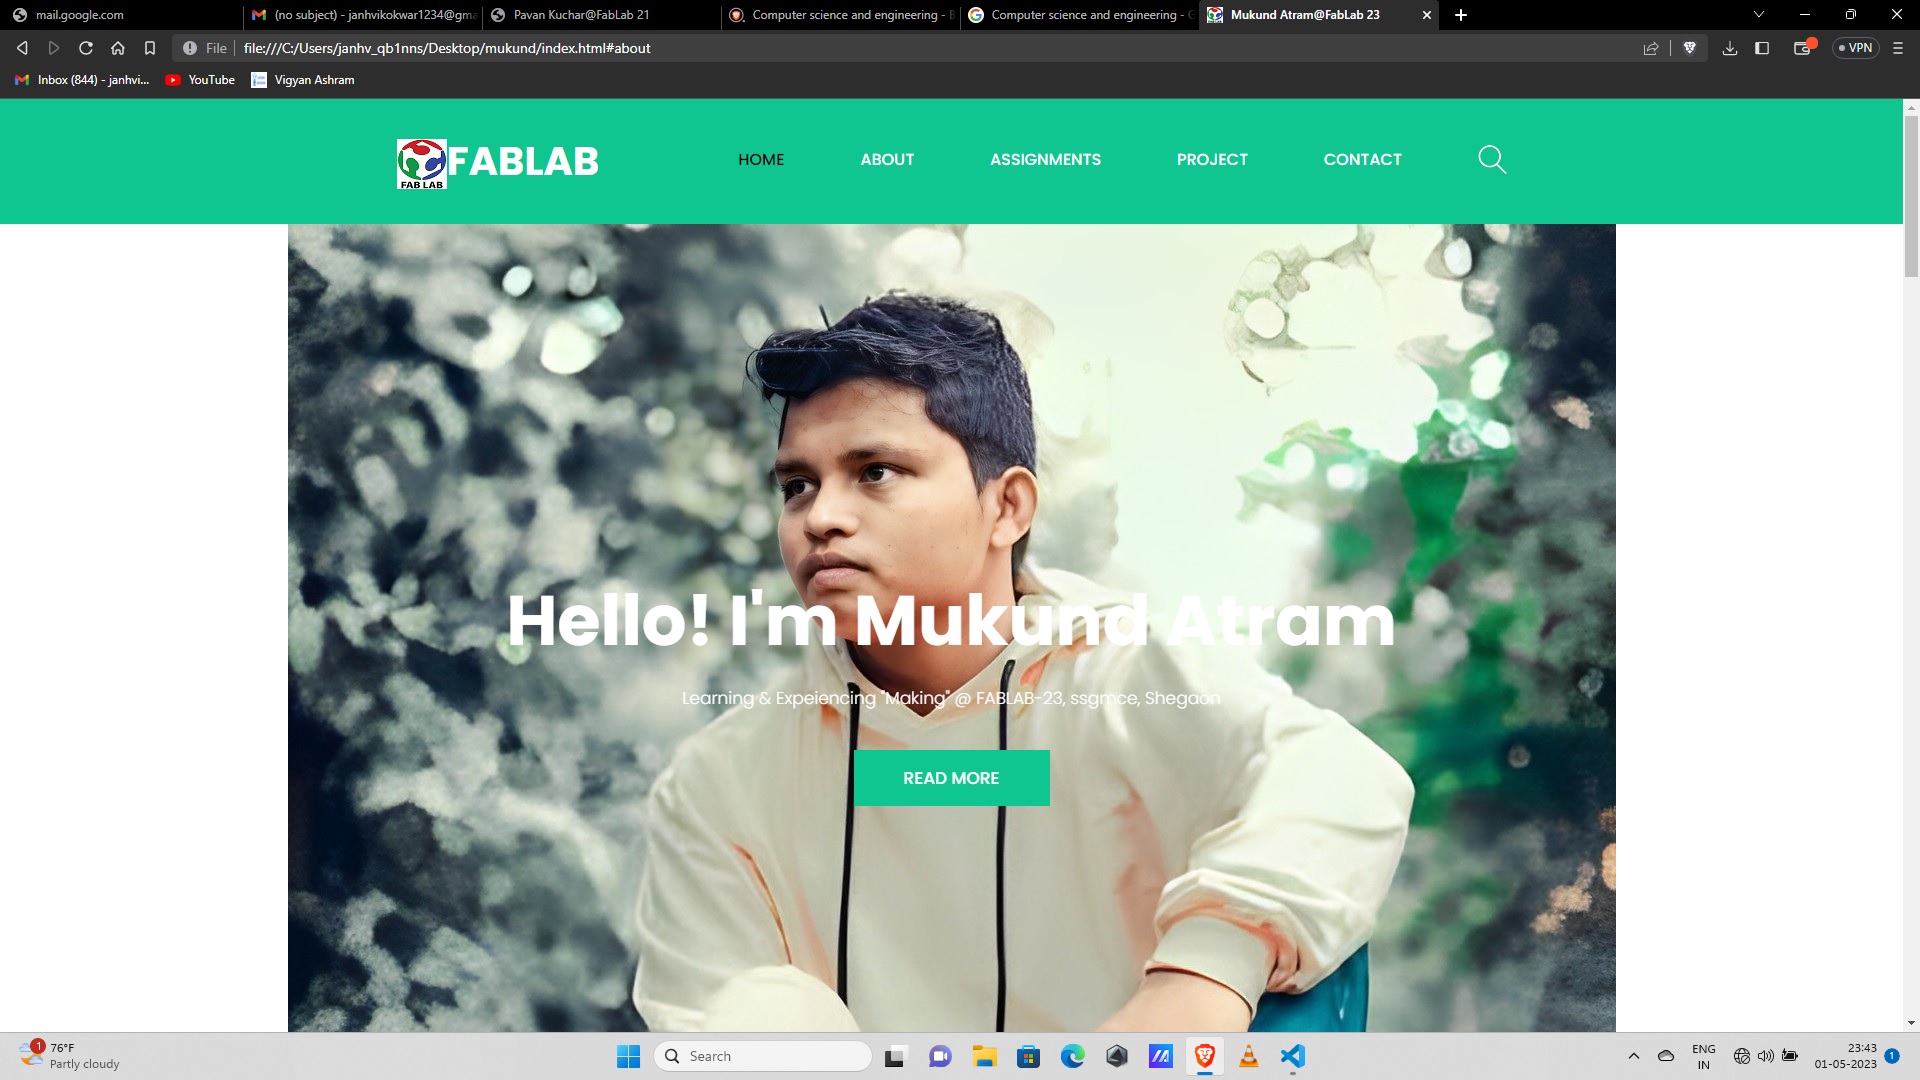 mail.google.com
(no subject) - janhvikokwar1234@gma
Pavan Kuchar@FabLab 21
Computer science and engineering - B
Computer science and engineering - G
Mukund Atram@FabLab 23
File
file:///C:/Users/janhv_qb1nns/Desktop/mukund/index.html#about
VPN
Inbox (844) - janhvi...
YouTube
Vigyan Ashram
FAB LAB
FABLAB
HOME
ABOUT
ASSIGNMENTS
PROJECT
CONTACT
Hello! I'm Mukund Atram
Learning & Expeiencing "Making" @ FABLAB-23, ssgmce, Shegaon
READ MORE
1
76°F
Partly cloudy
Search
ENG
IN
23:43
01-05-2023
1